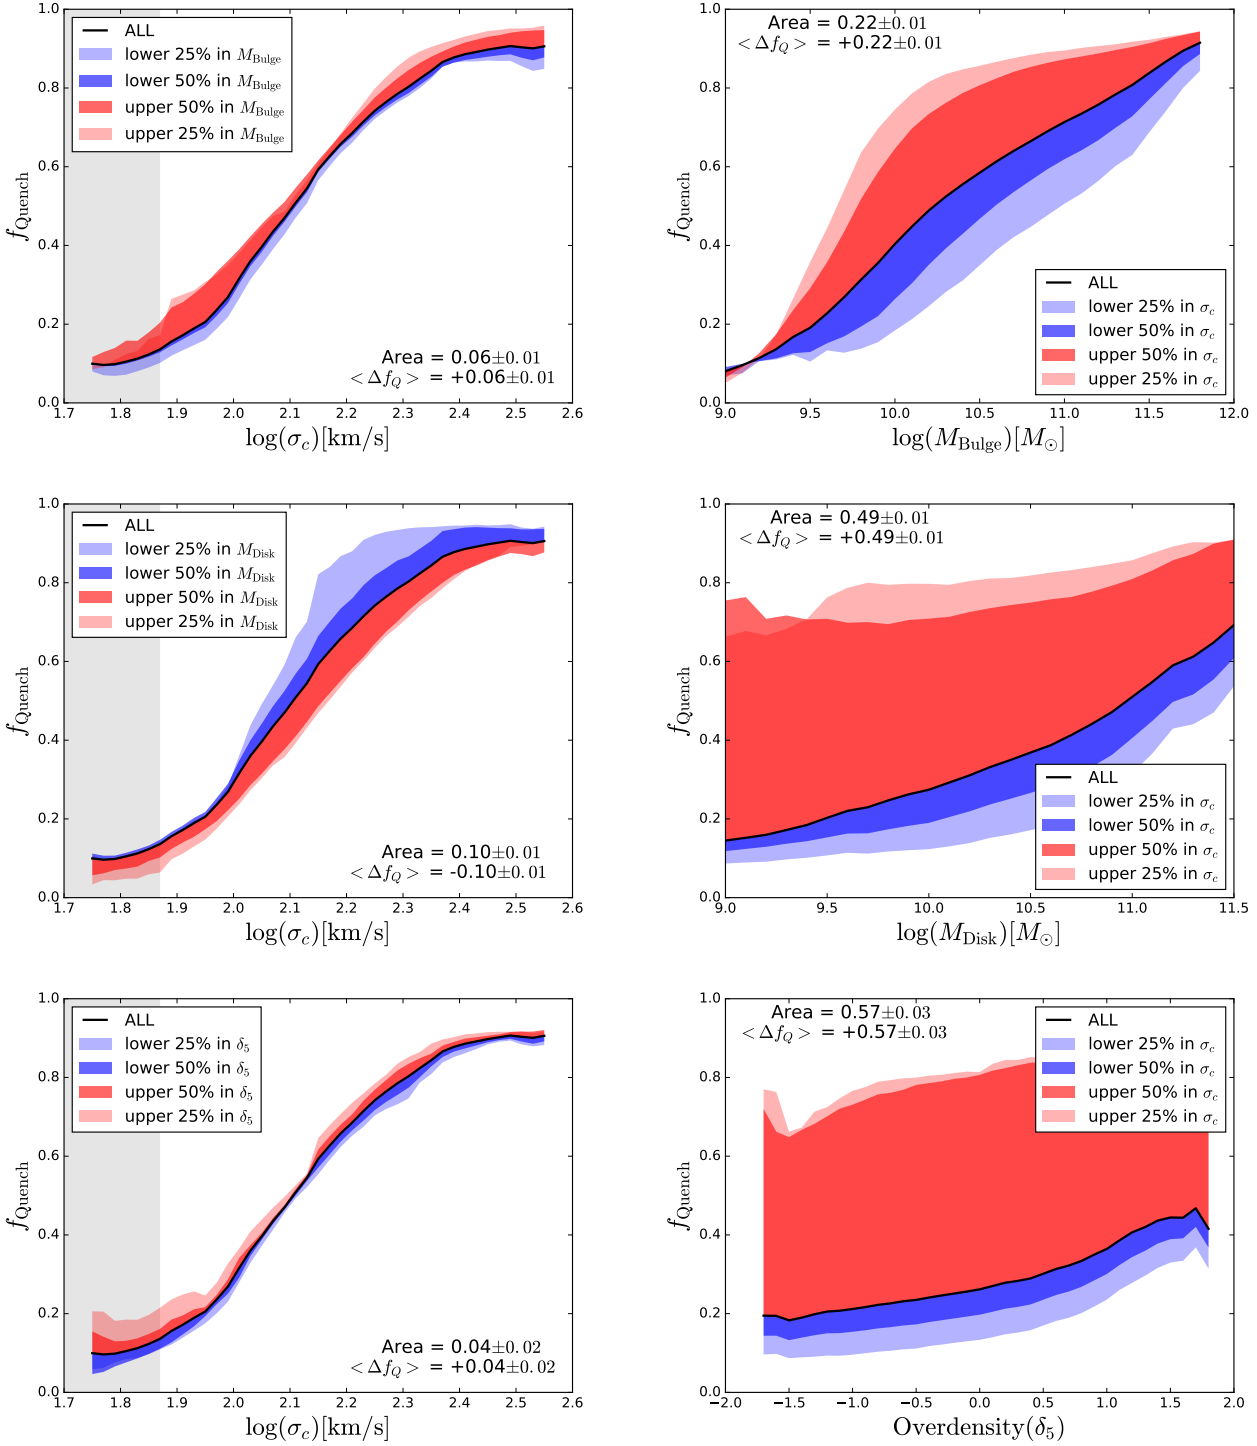 ALL
lower 25% in M_Bulge
lower 50% in M_Bulge
upper 50% in M_Bulge
upper 25% in M_Bulge
Area = 0.06±0.01
<Δf_Q> = +0.06±0.01
f_Quench
0.0 0.2 0.4 0.6 0.8 1.0
1.7 1.8 1.9 2.0 2.1 2.2 2.3 2.4 2.5 2.6
log(σ_c)[km/s]
Area = 0.22±0.01
<Δf_Q> = +0.22±0.01
ALL
lower 25% in σ_c
lower 50% in σ_c
upper 50% in σ_c
upper 25% in σ_c
f_Quench
0.0 0.2 0.4 0.6 0.8 1.0
9.0 9.5 10.0 10.5 11.0 11.5 12.0
log(M_Bulge)[M_⊙]
ALL
lower 25% in M_Disk
lower 50% in M_Disk
upper 50% in M_Disk
upper 25% in M_Disk
Area = 0.10±0.01
<Δf_Q> = -0.10±0.01
f_Quench
0.0 0.2 0.4 0.6 0.8 1.0
1.7 1.8 1.9 2.0 2.1 2.2 2.3 2.4 2.5 2.6
log(σ_c)[km/s]
Area = 0.49±0.01
<Δf_Q> = +0.49±0.01
ALL
lower 25% in σ_c
lower 50% in σ_c
upper 50% in σ_c
upper 25% in σ_c
f_Quench
0.0 0.2 0.4 0.6 0.8 1.0
9.0 9.5 10.0 10.5 11.0 11.5
log(M_Disk)[M_⊙]
ALL
lower 25% in δ_5
lower 50% in δ_5
upper 50% in δ_5
upper 25% in δ_5
Area = 0.04±0.02
<Δf_Q> = +0.04±0.02
f_Quench
0.0 0.2 0.4 0.6 0.8 1.0
1.7 1.8 1.9 2.0 2.1 2.2 2.3 2.4 2.5 2.6
log(σ_c)[km/s]
Area = 0.57±0.03
<Δf_Q> = +0.57±0.03
ALL
lower 25% in σ_c
lower 50% in σ_c
upper 50% in σ_c
upper 25% in σ_c
f_Quench
0.0 0.2 0.4 0.6 0.8 1.0
−2.0 −1.5 −1.0 −0.5 0.0 0.5 1.0 1.5 2.0
Overdensity(δ_5)